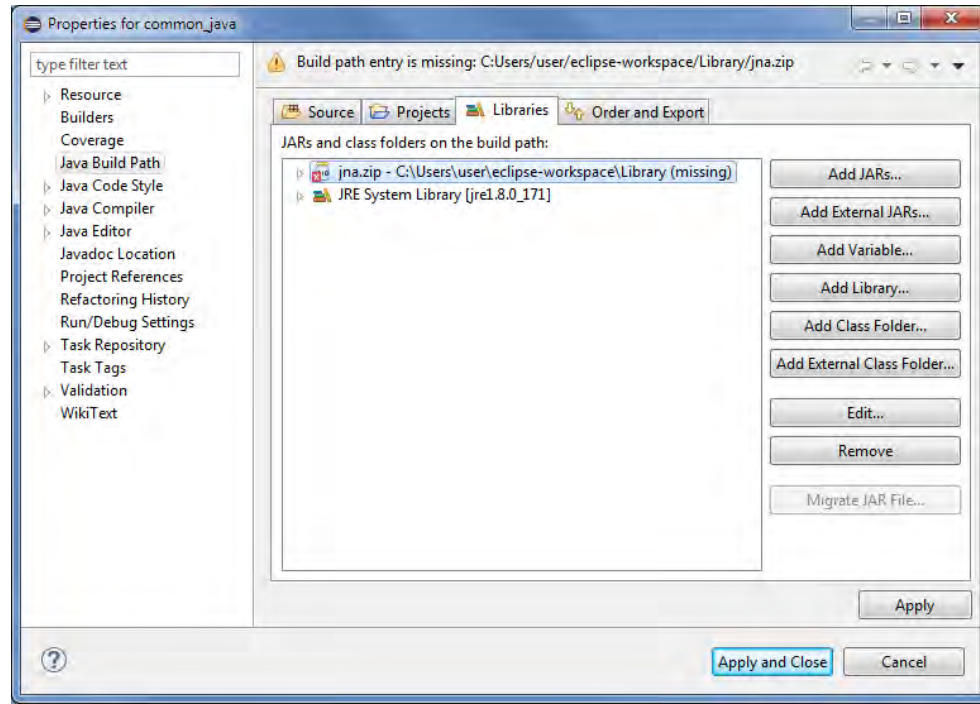 Properties for common_java
type filter text
Resource
Builders
Coverage
Java Build Path
Java Code Style
Java Compiler
Java Editor
Javadoc Location
Project References
Refactoring History
Run/Debug Settings
Task Repository
Task Tags
Validation
WikiText
Build path entry is missing: C:Users/user/eclipse-workspace/Library/jna.zip
Source Projects Libraries Order and Export
JARs and class folders on the build path:
jna.zip - C:\Users\user\eclipse-workspace\Library (missing)
JRE System Library [jre1.8.0_171]
Add JARs...
Add External JARs...
Add Variable...
Add Library...
Add Class Folder...
Add External Class Folder...
Edit...
Remove
Migrate JAR File...
Apply
Apply and Close Cancel